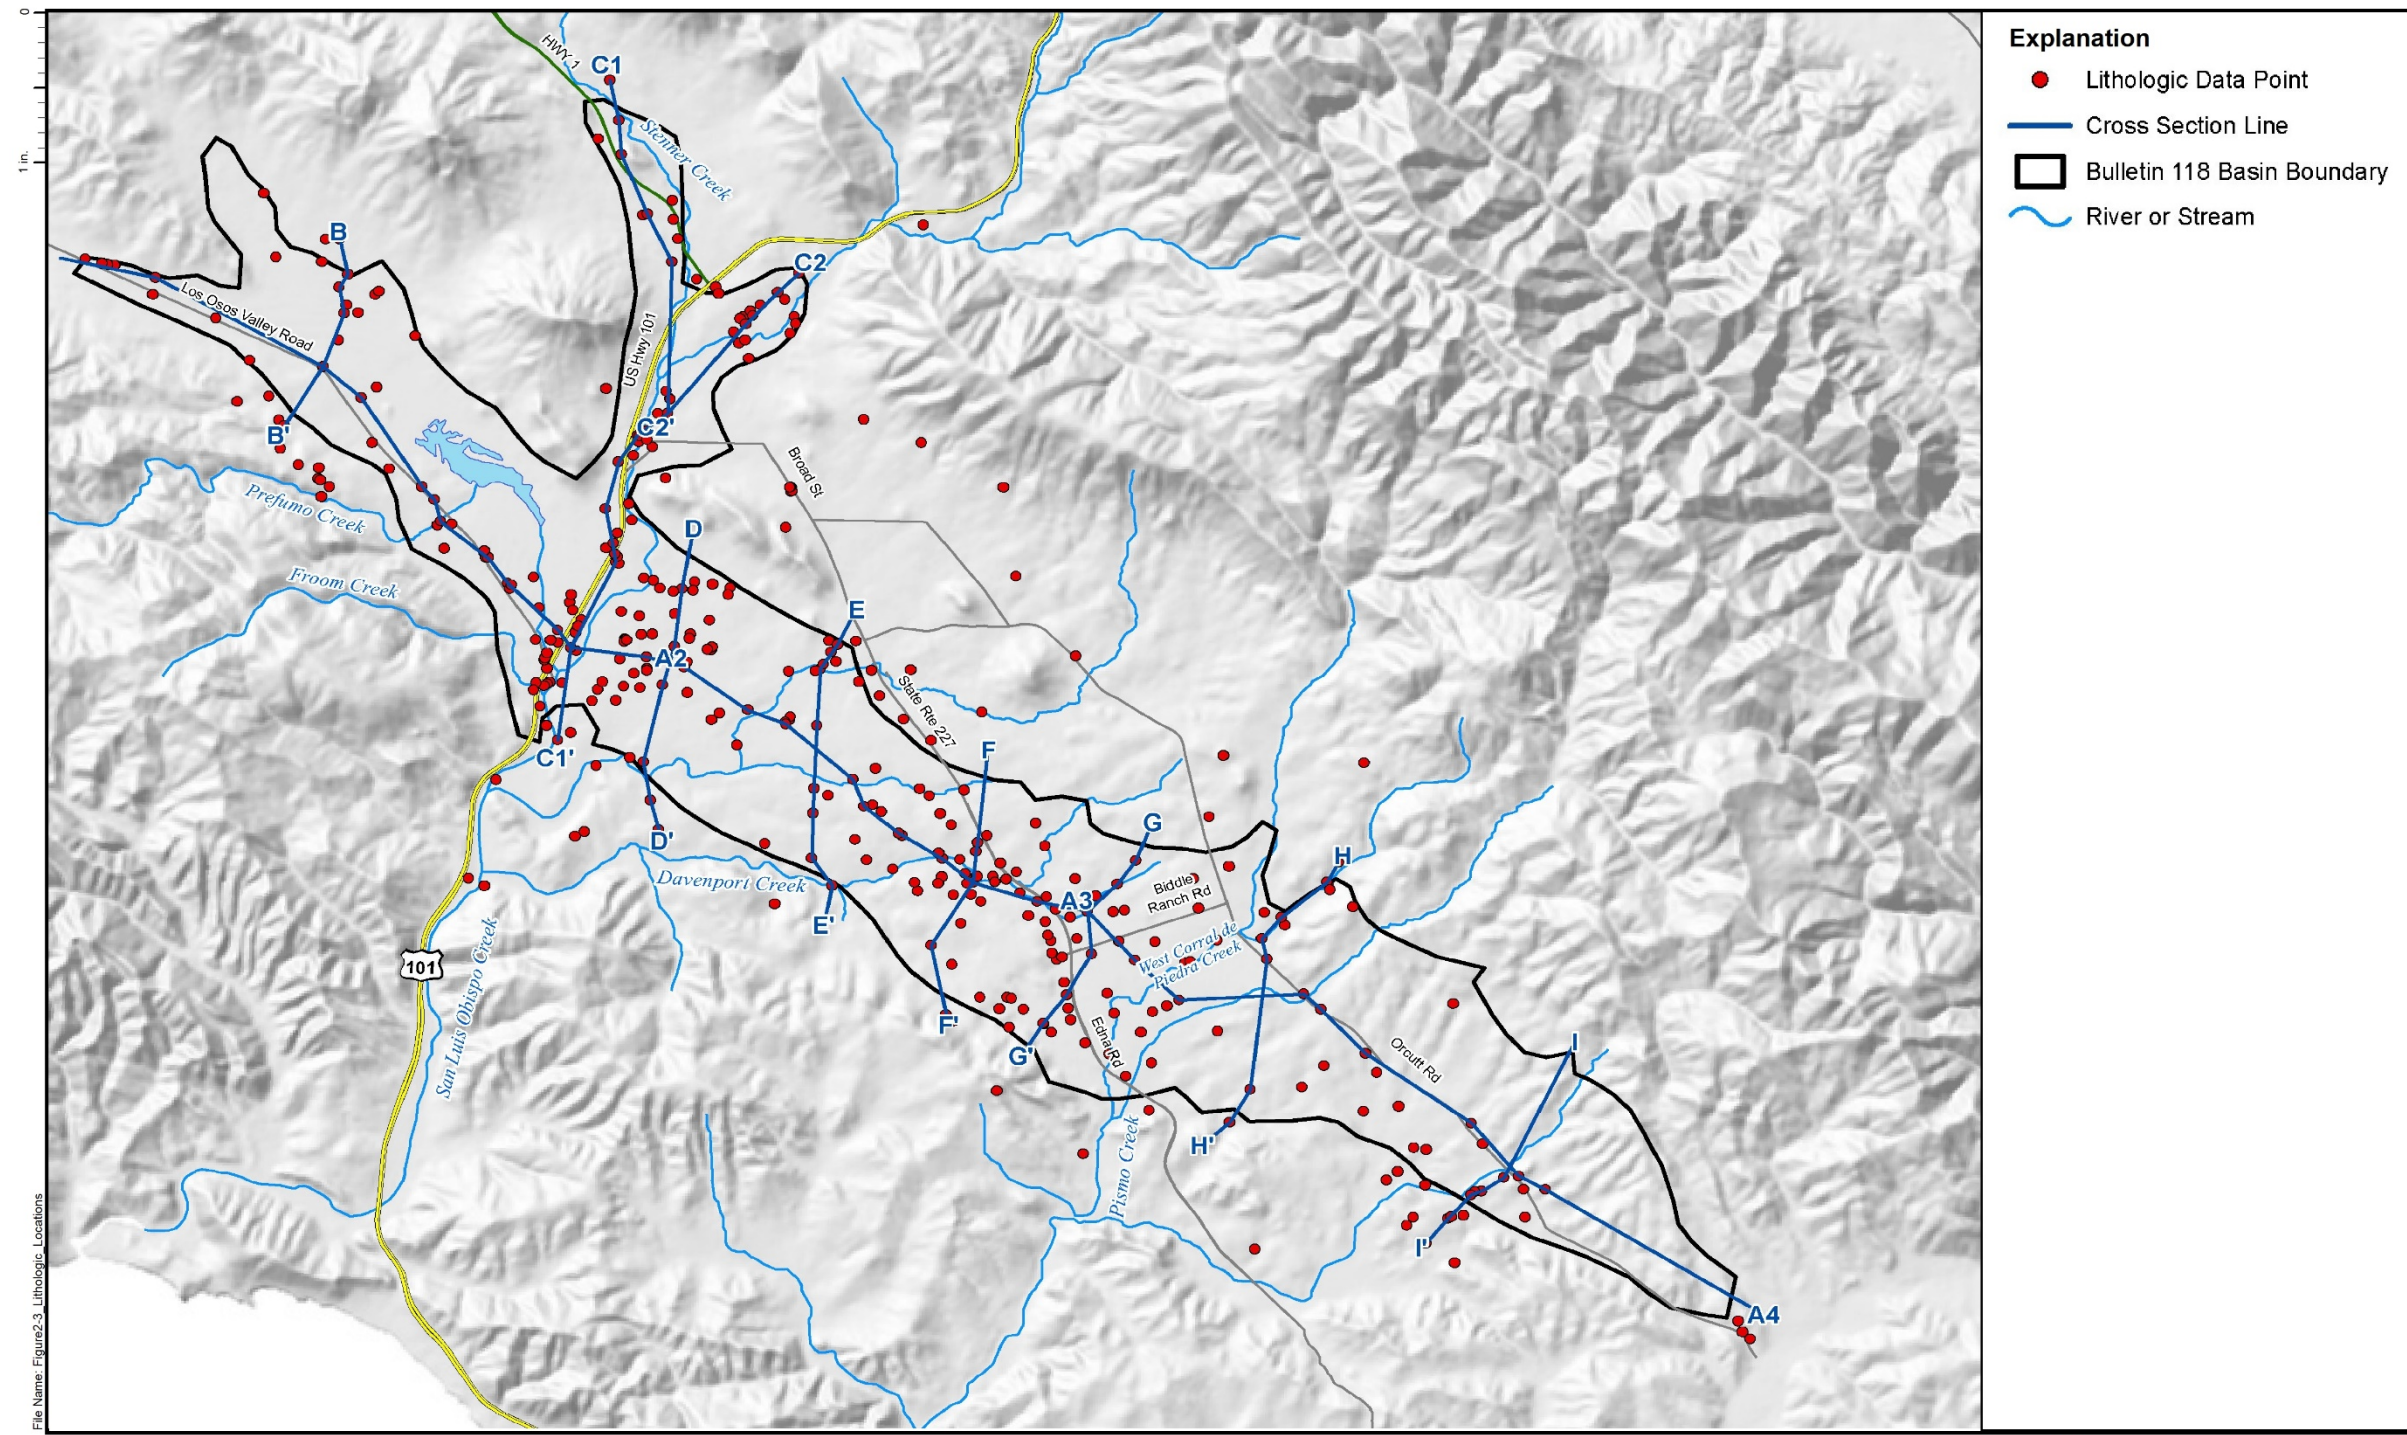 0
1 in.
File Name: Figure2-3_Lithologic_Locations
Explanation
Lithologic Data Point
Cross Section Line
Bulletin 118 Basin Boundary
River or Stream
HWY 1
C1
Stenner Creek
B
C2
Los Osos Valley Road
US Hwy 101
B'
C2'
Broad St
Prefumo Creek
D
Froom Creek
E
A2
State Rte 227
C1'
F
D'
G
H
Davenport Creek
Biddle
Ranch Rd
A3
E'
West Corral de
Piedra Creek
101
San Luis Obispo Creek
F'
G'
Edna Rd
Orcutt Rd
I
H'
Pismo Creek
I'
A4